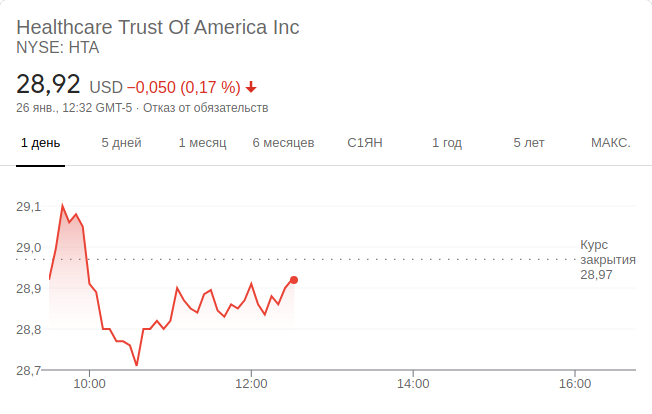 Healthcare Trust Of America Inc
NYSE: HTA
28,92 USD −0,050 (0,17 %)
26 янв., 12:32 GMT-5 · Отказ от обязательств
1 день 5 дней 1 месяц 6 месяцев С1ЯН 1 год 5 лет МАКС.
29,1
29,0
28,9
28,8
28,7
Курс
закрытия
28,97
10:00 12:00 14:00 16:00